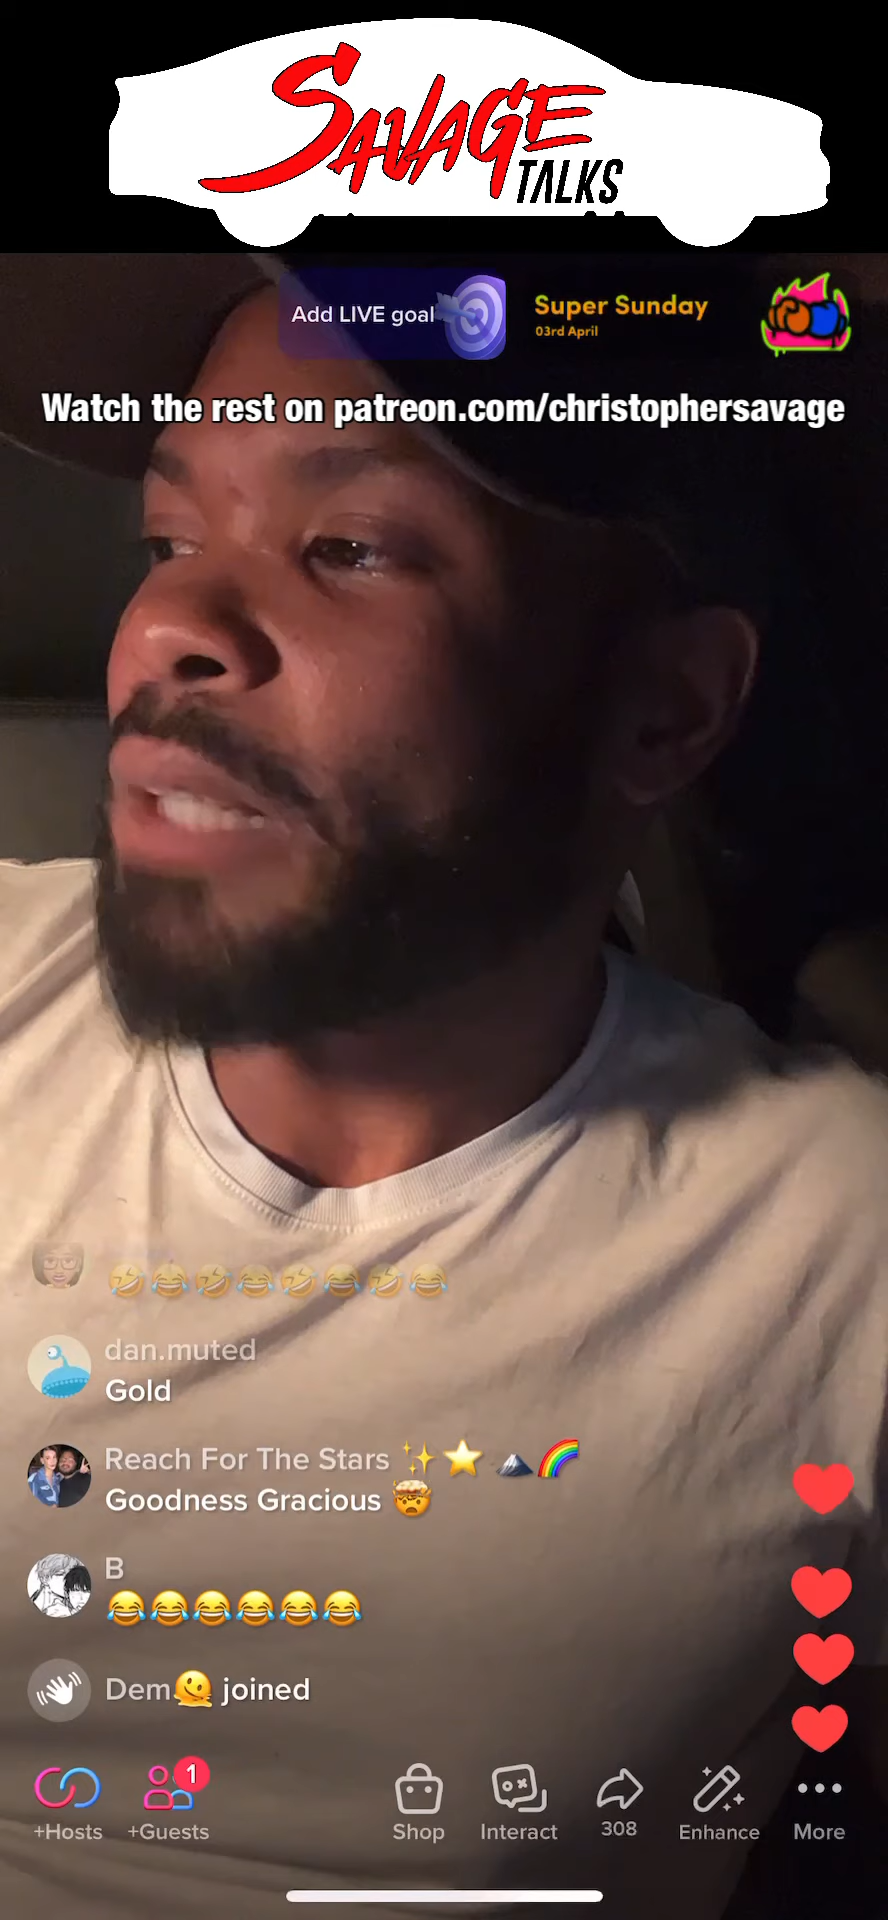 SAVAGE
TALKS
Add LIVE goal
Super Sunday
03rd April
Watch the rest on patreon.com/christophersavage
🤣😂🤣😂🤣😂🤣😂
dan.muted
Gold
Reach For The Stars ✨⭐🏔️🌈
Goodness Gracious 🤯
B
😂😂😂😂😂😂
Dem🫠 joined
1
+Hosts
+Guests
Shop
Interact
308
Enhance
More